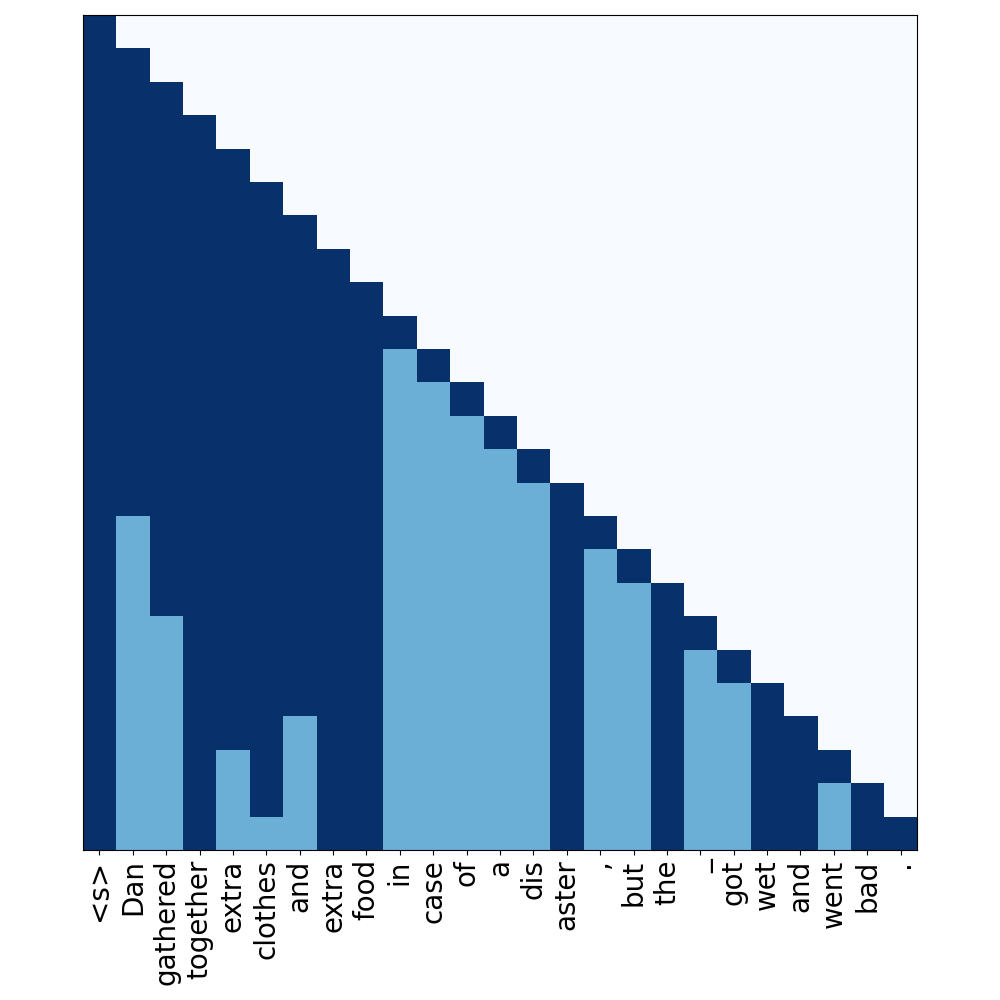 <s> Dan gathered together extra clothes and extra food in case of a dis aster , but the _ got wet and went bad .